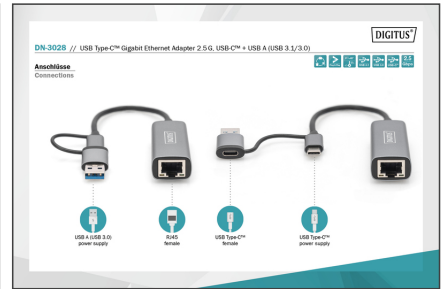 DIGITUS®
DN-3028 // USB Type-C™ Gigabit Ethernet Adapter 2.5G, USB-C™ + USB A (USB 3.1/3.0)
Anschlüsse
Connections
2.5
USB A (USB 3.0)
power supply
RJ45
female
USB Type-C™
female
USB Type-C™
power supply